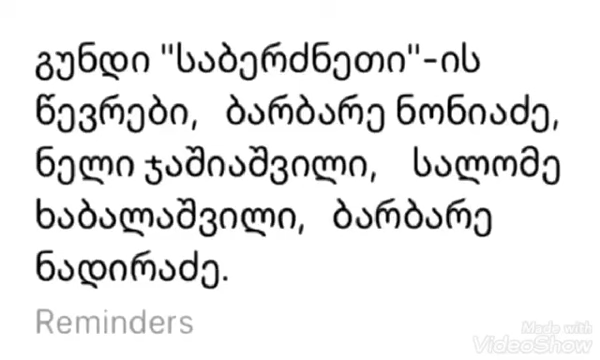 გუნდი "საბერძნეთი"-ის
წევრები, ბარბარე ნონიაძე,
ნელი ჯაშიაშვილი, სალომე
ხაბალაშვილი, ბარბარე
ნადირაძე.
Reminders
Made with
VideoShow